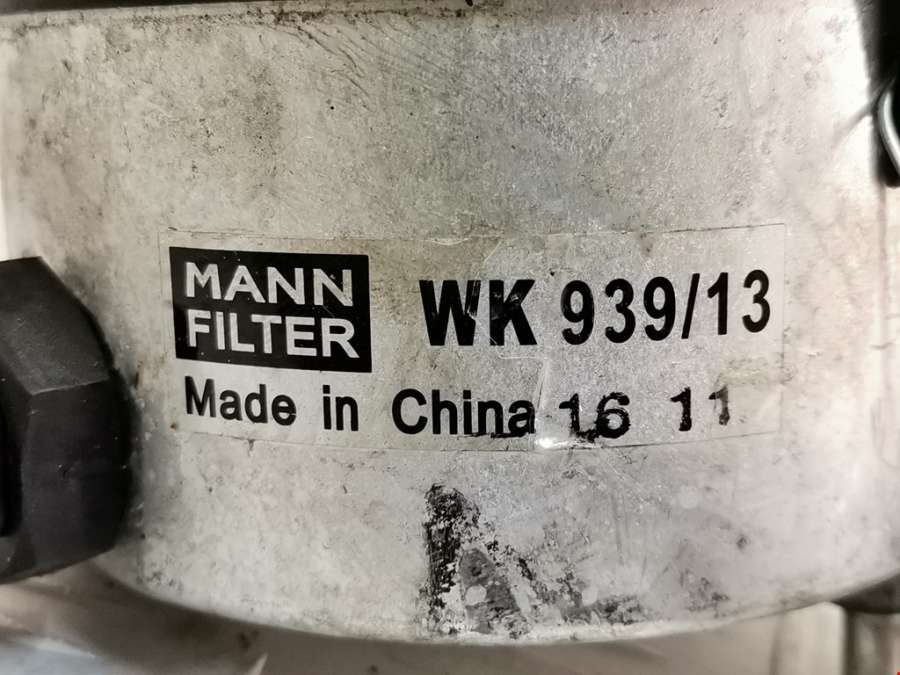 MANN
FILTER
WK 939/13
Made in China 16 11